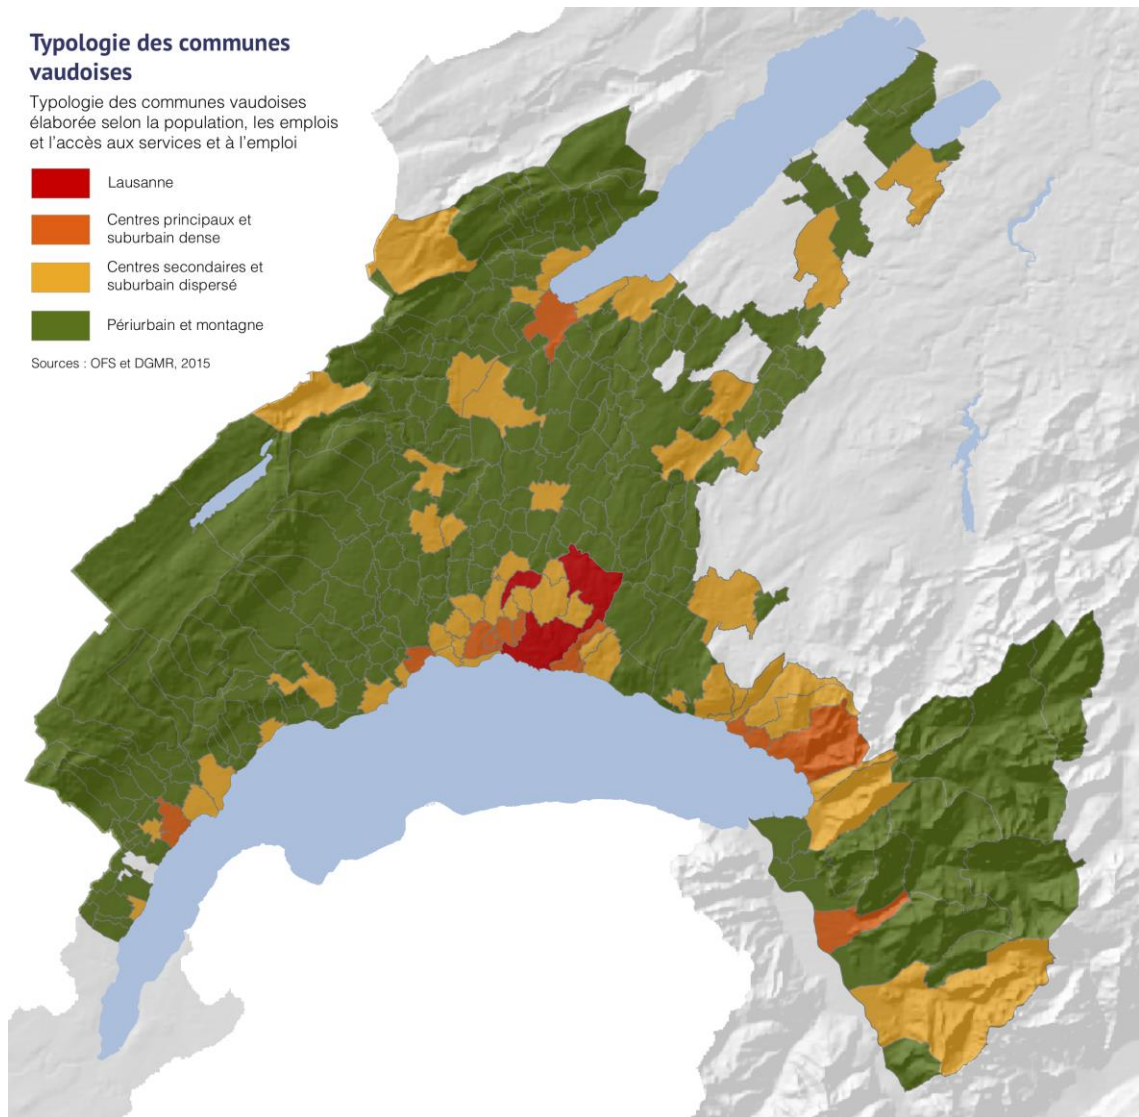 Typologie des communes
vaudoises
Typologie des communes vaudoises
élaborée selon la population, les emplois
et l'accès aux services et à l'emploi
Lausanne
Centres principaux et
suburbain dense
Centres secondaires et
suburbain dispersé
Périurbain et montagne
Sources : OFS et DGMR, 2015